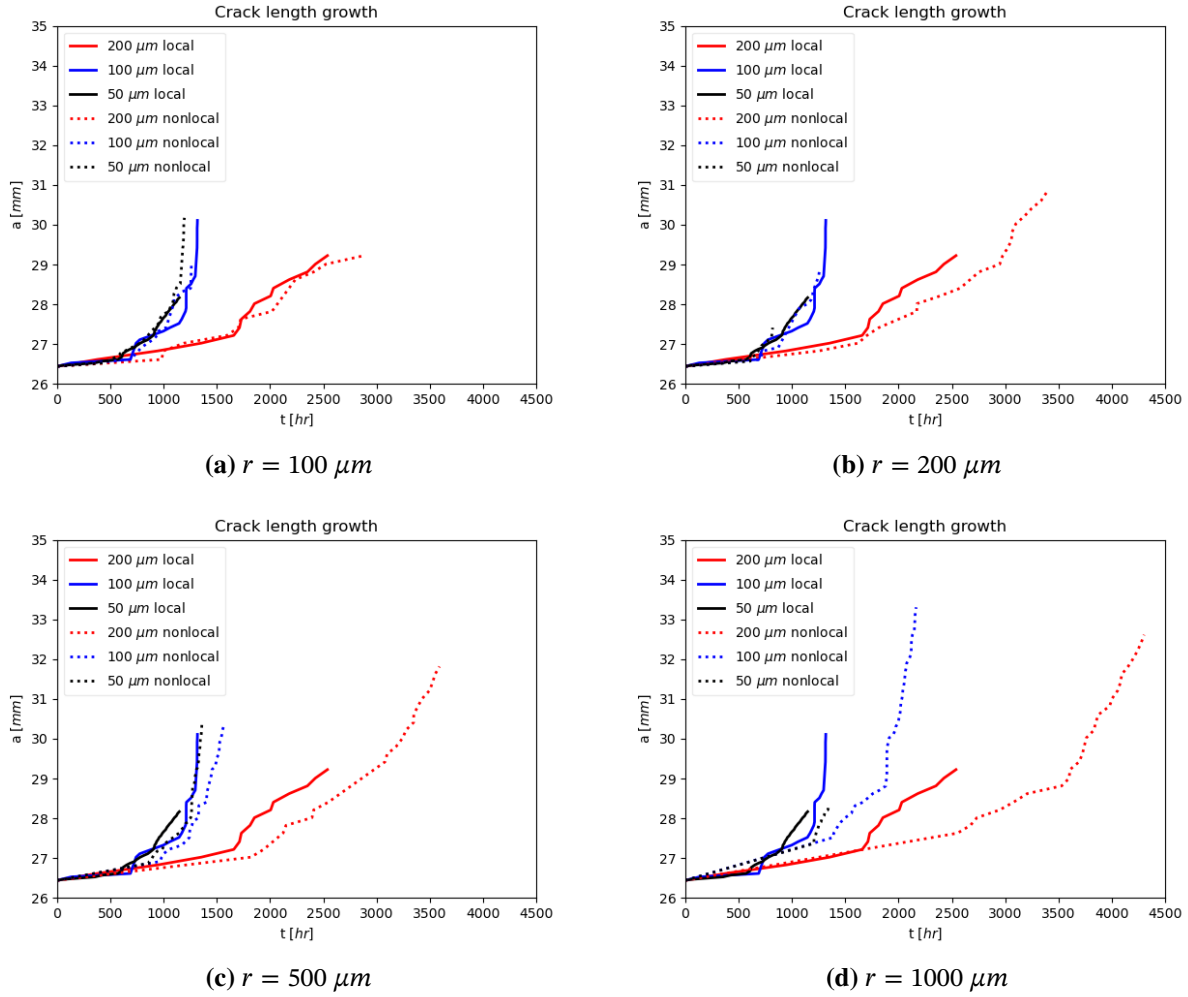 Crack length growth
35
34
33
32
31
30
29
28
27
26
a [mm]
200 μm local
100 μm local
50 μm local
200 μm nonlocal
100 μm nonlocal
50 μm nonlocal
0 500 1000 1500 2000 2500 3000 3500 4000 4500
t [hr]
(a) r = 100 μm
Crack length growth
35
34
33
32
31
30
29
28
27
26
a [mm]
200 μm local
100 μm local
50 μm local
200 μm nonlocal
100 μm nonlocal
50 μm nonlocal
0 500 1000 1500 2000 2500 3000 3500 4000 4500
t [hr]
(b) r = 200 μm
Crack length growth
35
34
33
32
31
30
29
28
27
26
a [mm]
200 μm local
100 μm local
50 μm local
200 μm nonlocal
100 μm nonlocal
50 μm nonlocal
0 500 1000 1500 2000 2500 3000 3500 4000 4500
t [hr]
(c) r = 500 μm
Crack length growth
35
34
33
32
31
30
29
28
27
26
a [mm]
200 μm local
100 μm local
50 μm local
200 μm nonlocal
100 μm nonlocal
50 μm nonlocal
0 500 1000 1500 2000 2500 3000 3500 4000 4500
t [hr]
(d) r = 1000 μm